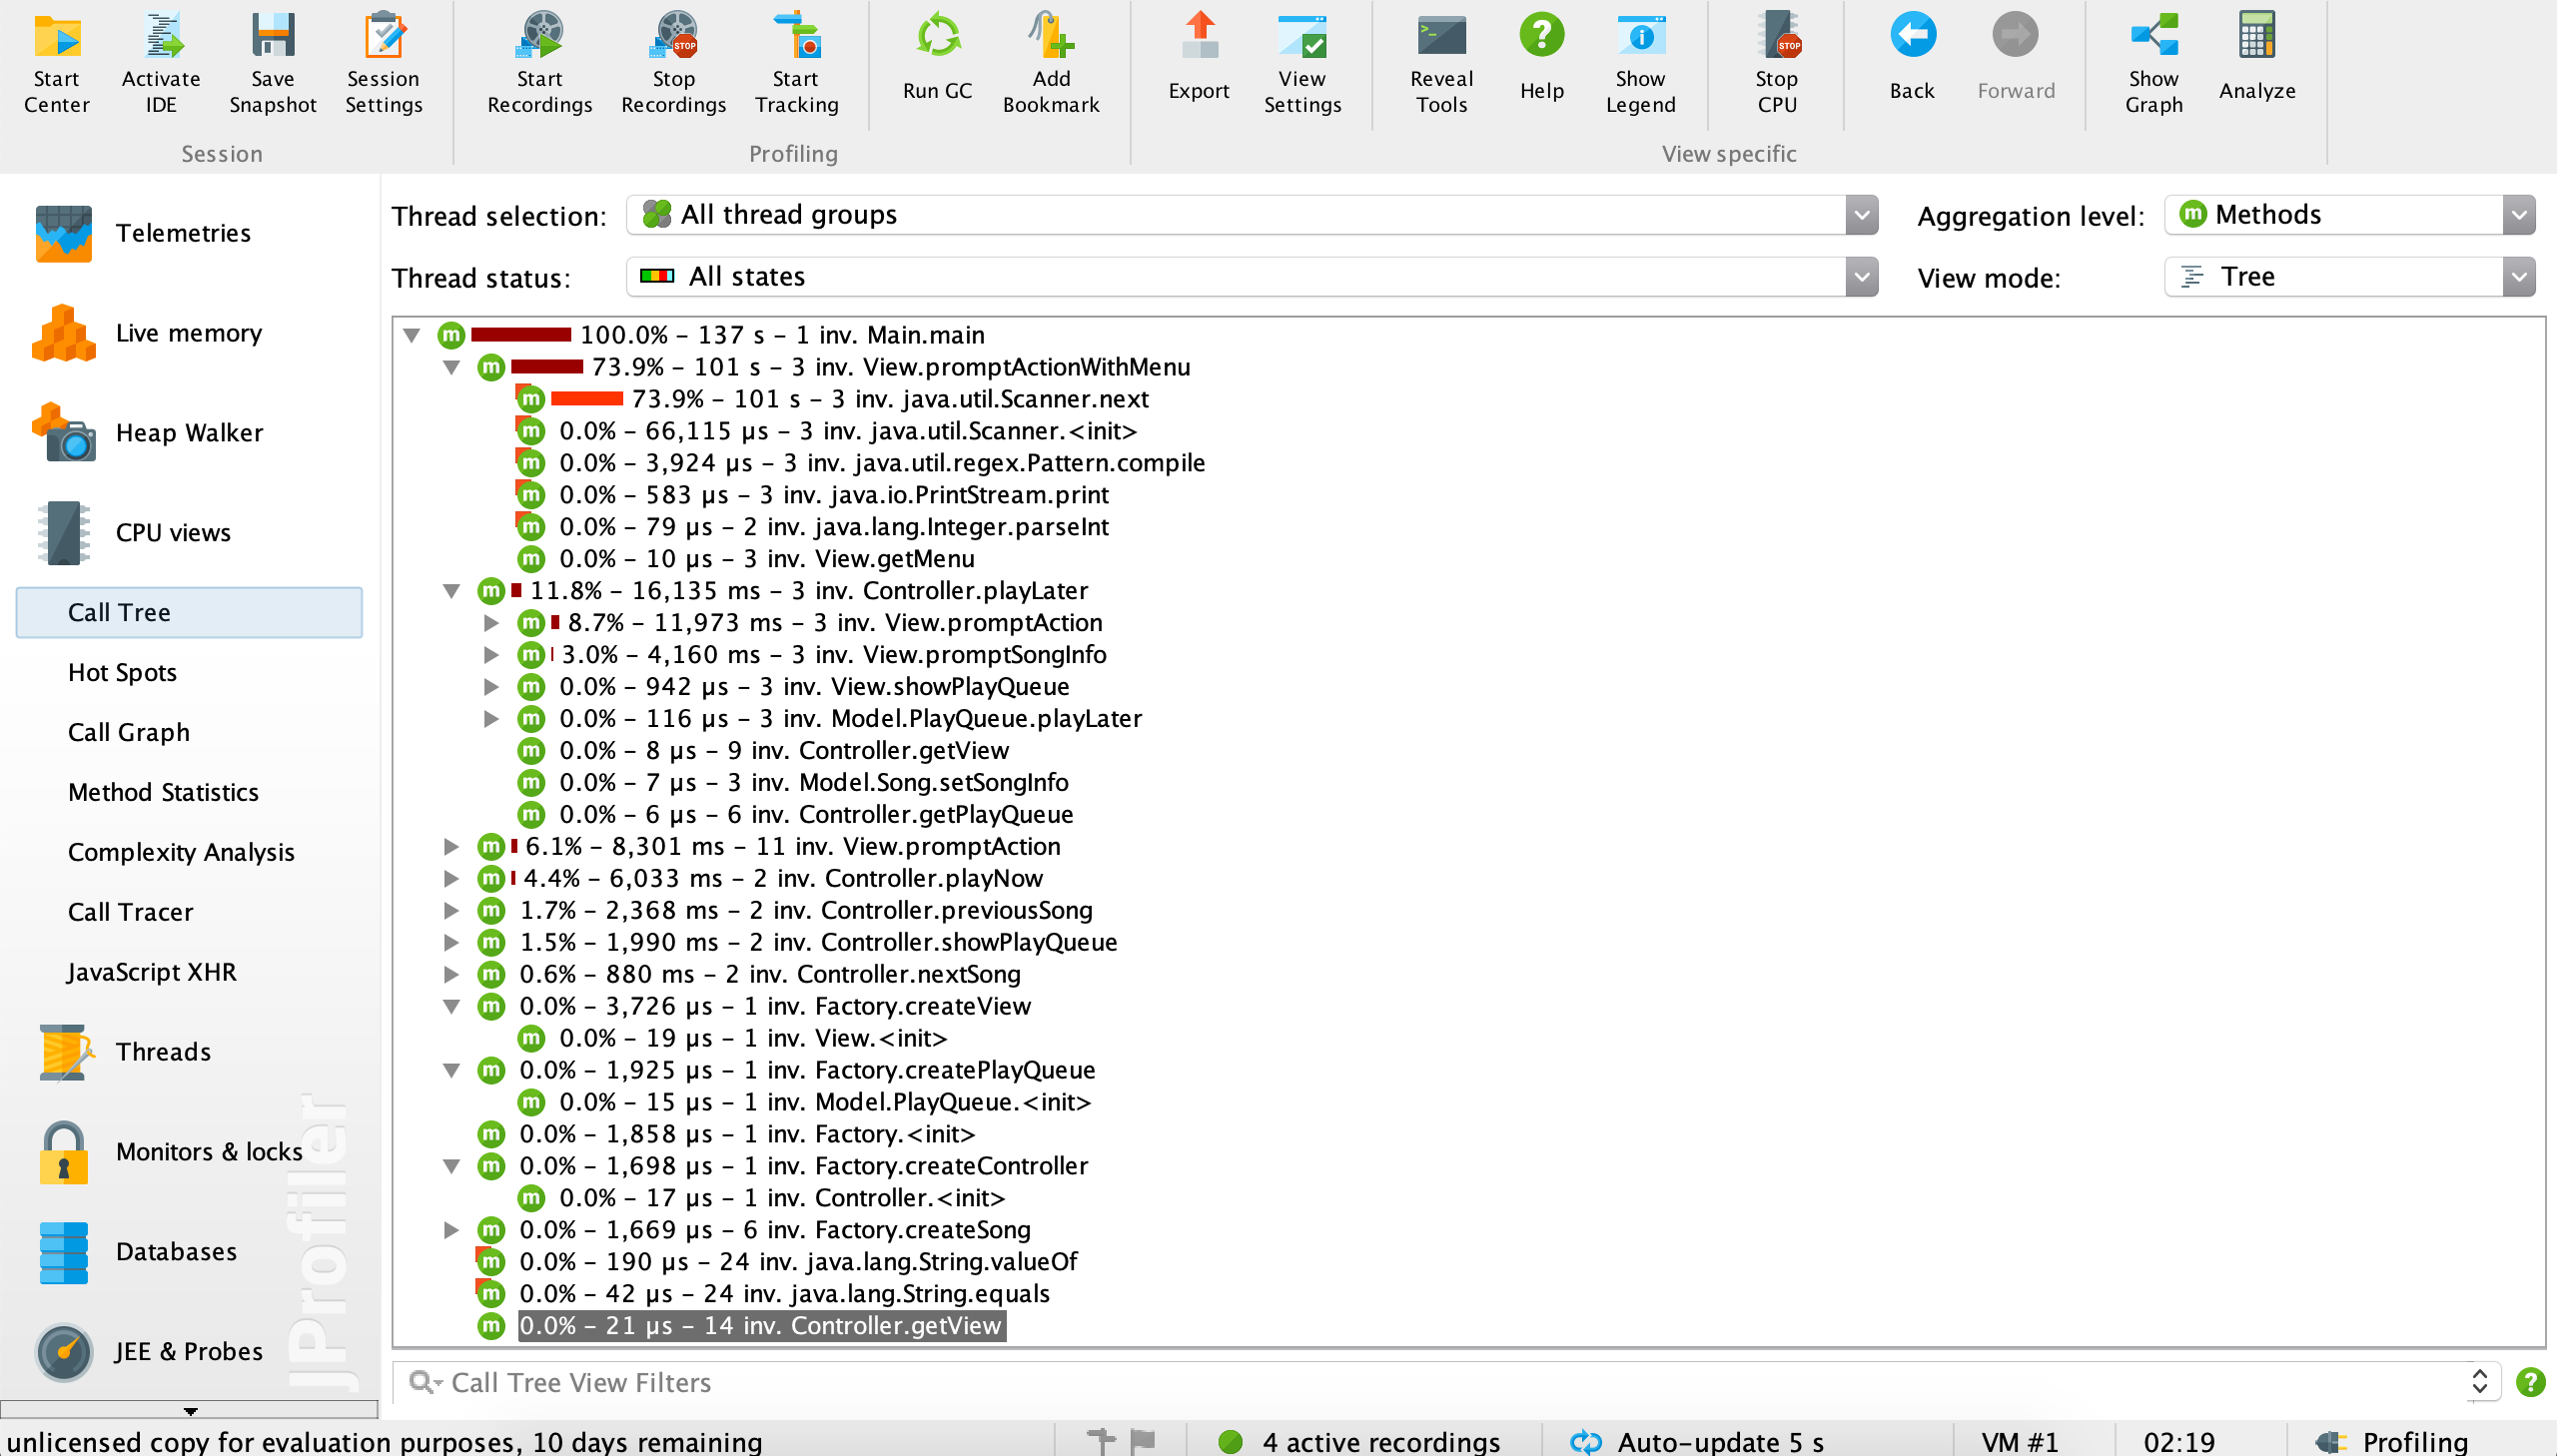 Start Center
Activate IDE
Save Snapshot
Session Settings
Start Recordings
Stop Recordings
Start Tracking
Run GC
Add Bookmark
Export
View Settings
Reveal Tools
Help
Show Legend
Stop CPU
Back
Forward
Show Graph
Analyze
Session
Profiling
View specific
STOP
STOP
Telemetries
Live memory
Heap Walker
CPU views
Call Tree
Hot Spots
Call Graph
Method Statistics
Complexity Analysis
Call Tracer
JavaScript XHR
Threads
Monitors & locks
Databases
JEE & Probes
JProfiler
Thread selection: All thread groups
Aggregation level: Methods
Thread status: All states
View mode: Tree
100.0% – 137 s – 1 inv. Main.main
73.9% – 101 s – 3 inv. View.promptActionWithMenu
73.9% – 101 s – 3 inv. java.util.Scanner.next
0.0% – 66,115 µs – 3 inv. java.util.Scanner.<init>
0.0% – 3,924 µs – 3 inv. java.util.regex.Pattern.compile
0.0% – 583 µs – 3 inv. java.io.PrintStream.print
0.0% – 79 µs – 2 inv. java.lang.Integer.parseInt
0.0% – 10 µs – 3 inv. View.getMenu
11.8% – 16,135 ms – 3 inv. Controller.playLater
8.7% – 11,973 ms – 3 inv. View.promptAction
3.0% – 4,160 ms – 3 inv. View.promptSongInfo
0.0% – 942 µs – 3 inv. View.showPlayQueue
0.0% – 116 µs – 3 inv. Model.PlayQueue.playLater
0.0% – 8 µs – 9 inv. Controller.getView
0.0% – 7 µs – 3 inv. Model.Song.setSongInfo
0.0% – 6 µs – 6 inv. Controller.getPlayQueue
6.1% – 8,301 ms – 11 inv. View.promptAction
4.4% – 6,033 ms – 2 inv. Controller.playNow
1.7% – 2,368 ms – 2 inv. Controller.previousSong
1.5% – 1,990 ms – 2 inv. Controller.showPlayQueue
0.6% – 880 ms – 2 inv. Controller.nextSong
0.0% – 3,726 µs – 1 inv. Factory.createView
0.0% – 19 µs – 1 inv. View.<init>
0.0% – 1,925 µs – 1 inv. Factory.createPlayQueue
0.0% – 15 µs – 1 inv. Model.PlayQueue.<init>
0.0% – 1,858 µs – 1 inv. Factory.<init>
0.0% – 1,698 µs – 1 inv. Factory.createController
0.0% – 17 µs – 1 inv. Controller.<init>
0.0% – 1,669 µs – 6 inv. Factory.createSong
0.0% – 190 µs – 24 inv. java.lang.String.valueOf
0.0% – 42 µs – 24 inv. java.lang.String.equals
0.0% – 21 µs – 14 inv. Controller.getView
Call Tree View Filters
unlicensed copy for evaluation purposes, 10 days remaining
4 active recordings
Auto-update 5 s
VM #1
02:19
Profiling